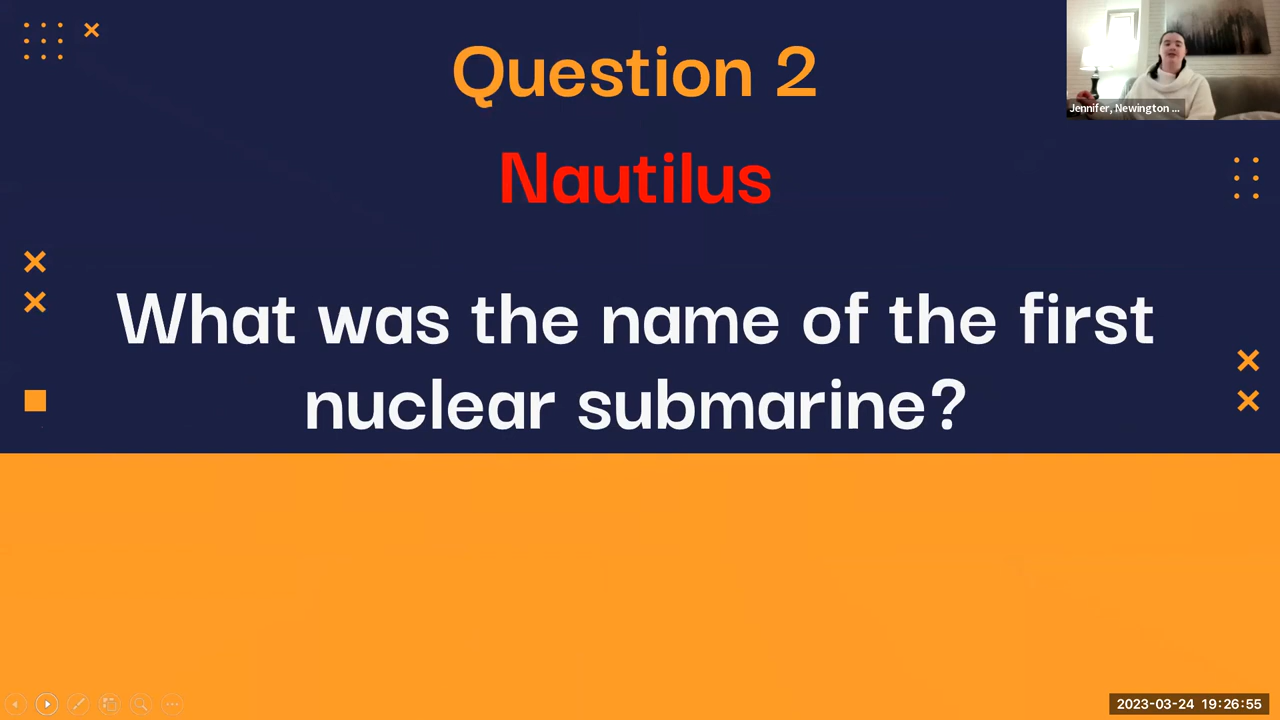 Question 2
Jennifer, Newington ...
Nautilus
What was the name of the first
nuclear submarine?
2023-03-24 19:26:55